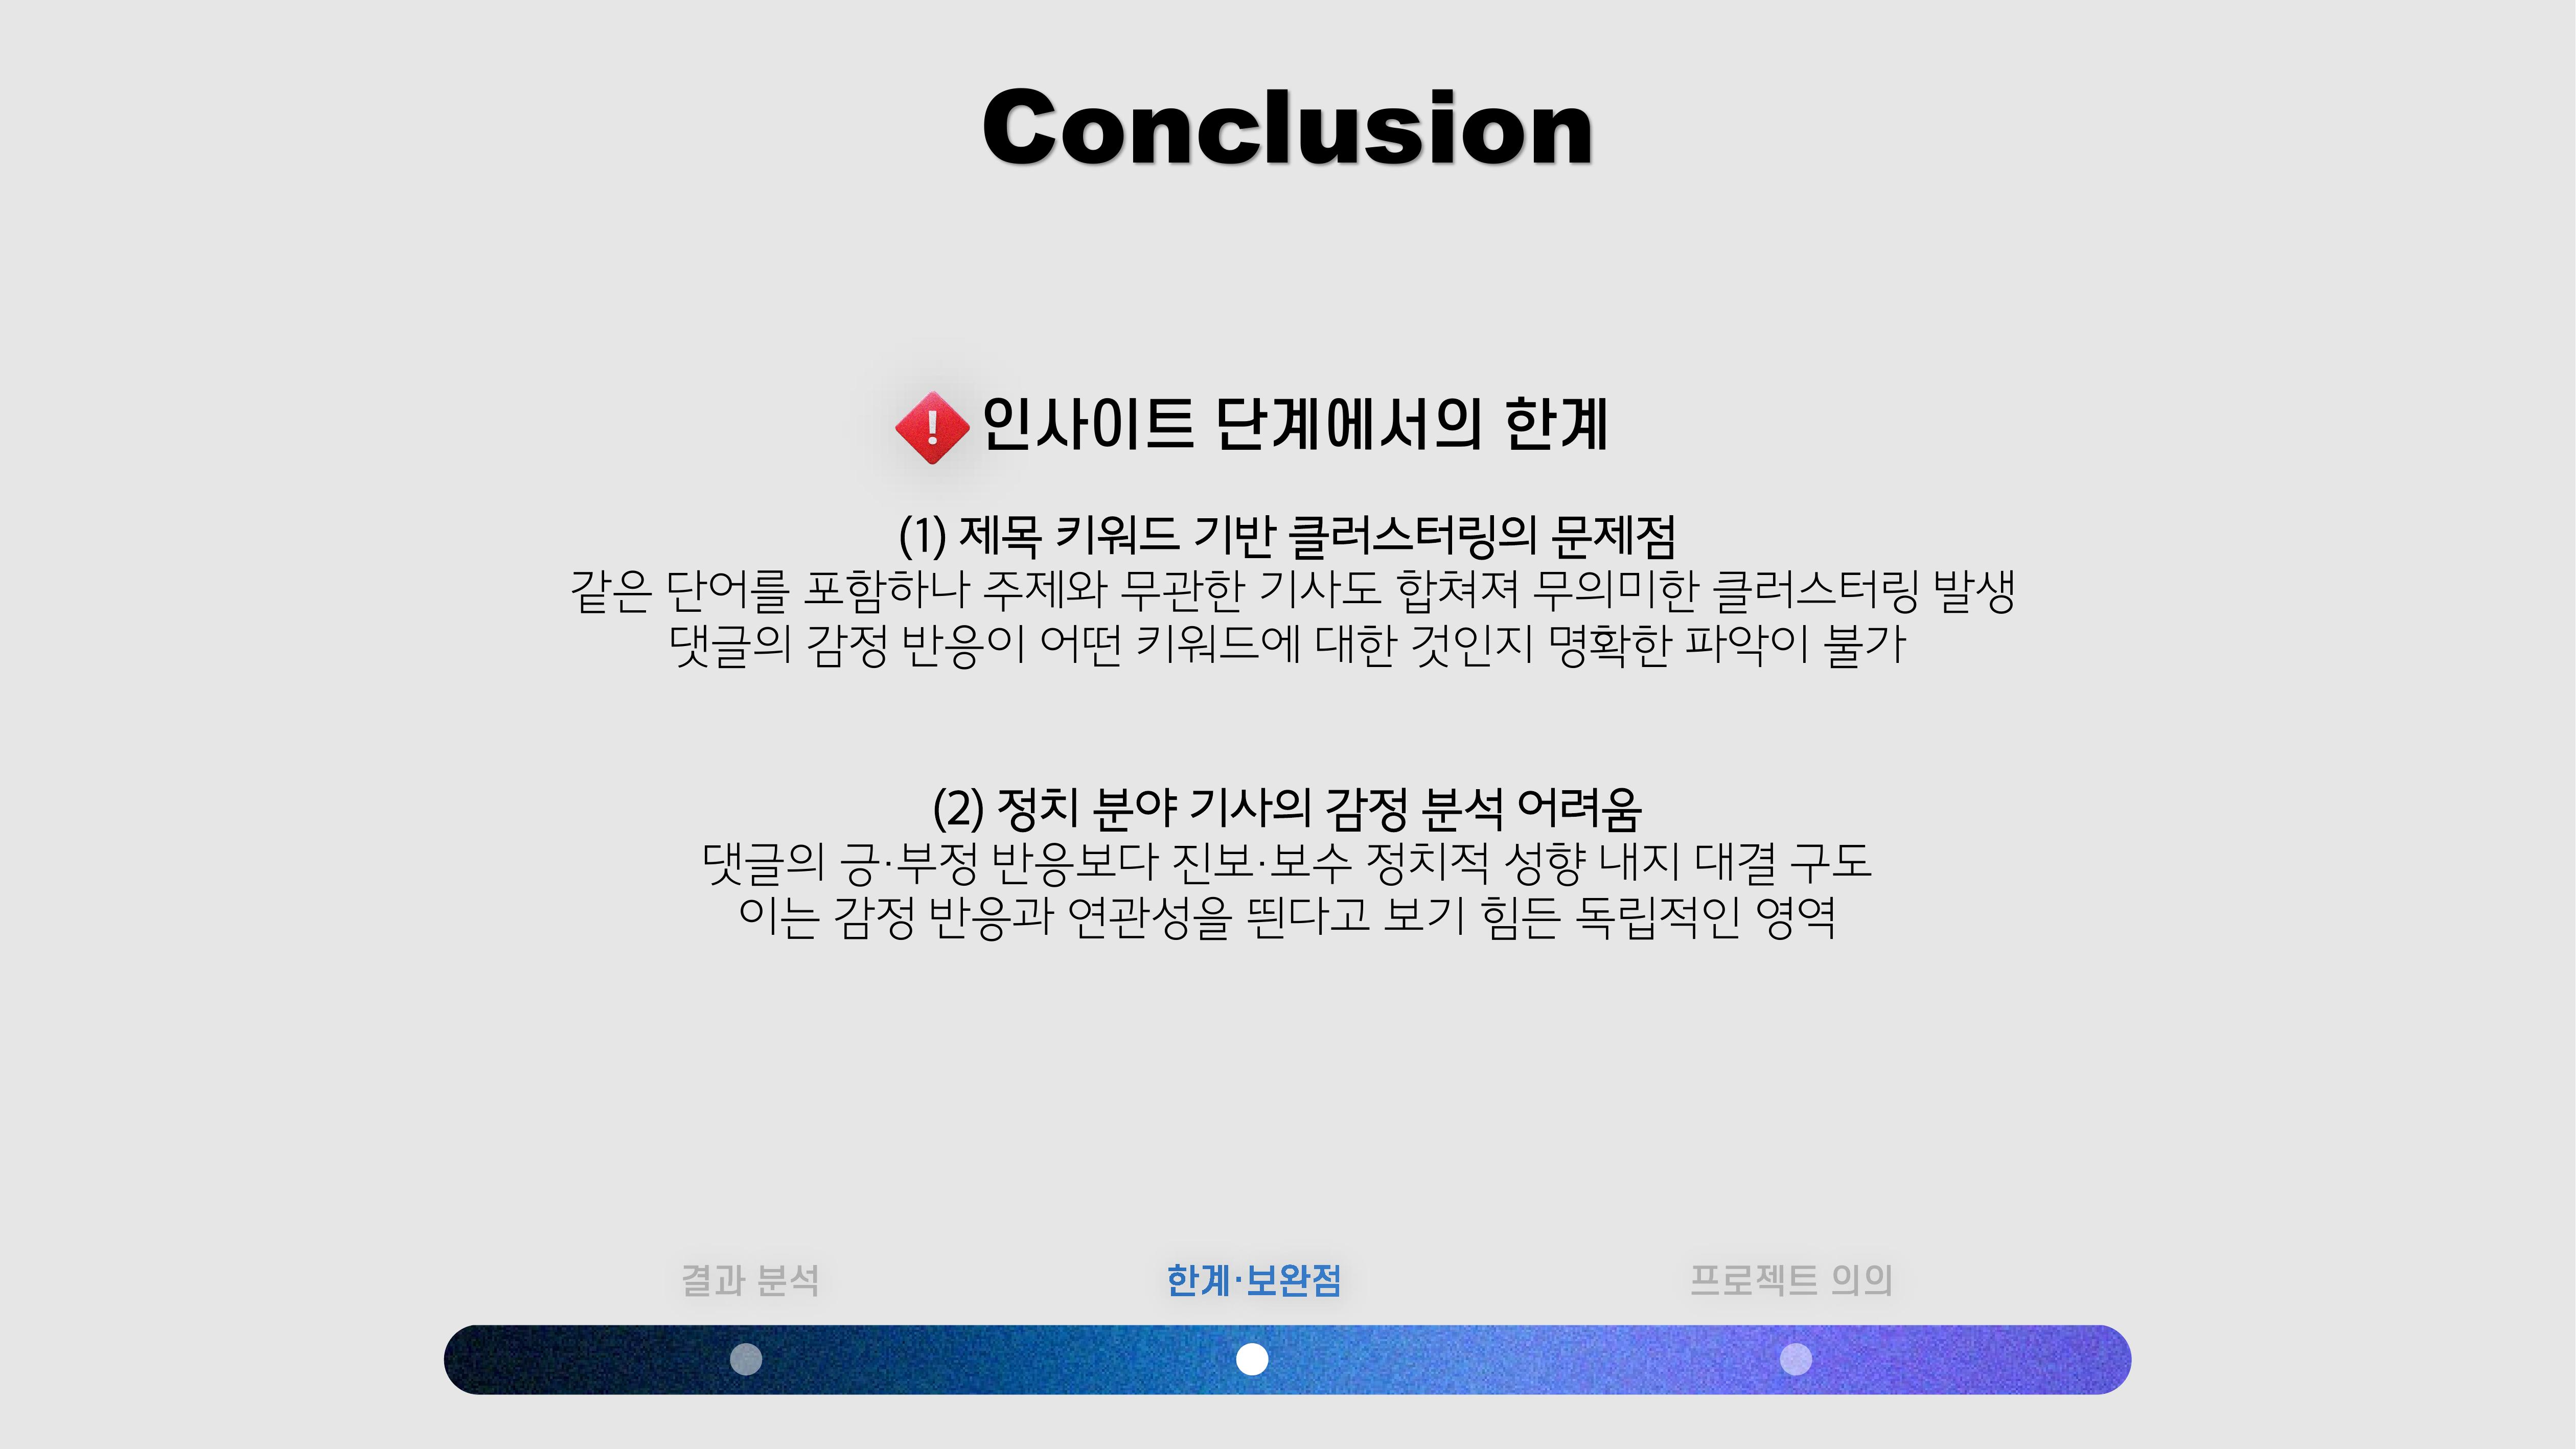 Conclusion
인사이트 단계에서의 한계
(1) 제목 키워드 기반 클러스터링의 문제점
같은 단어를 포함하나 주제와 무관한 기사도 합쳐져 무의미한 클러스터링 발생
댓글의 감정 반응이 어떤 키워드에 대한 것인지 명확한 파악이 불가
(2) 정치 분야 기사의 감정 분석 어려움
댓글의 긍·부정 반응보다 진보·보수 정치적 성향 내지 대결 구도
이는 감정 반응과 연관성을 띈다고 보기 힘든 독립적인 영역
결과 분석
한계·보완점
프로젝트 의의